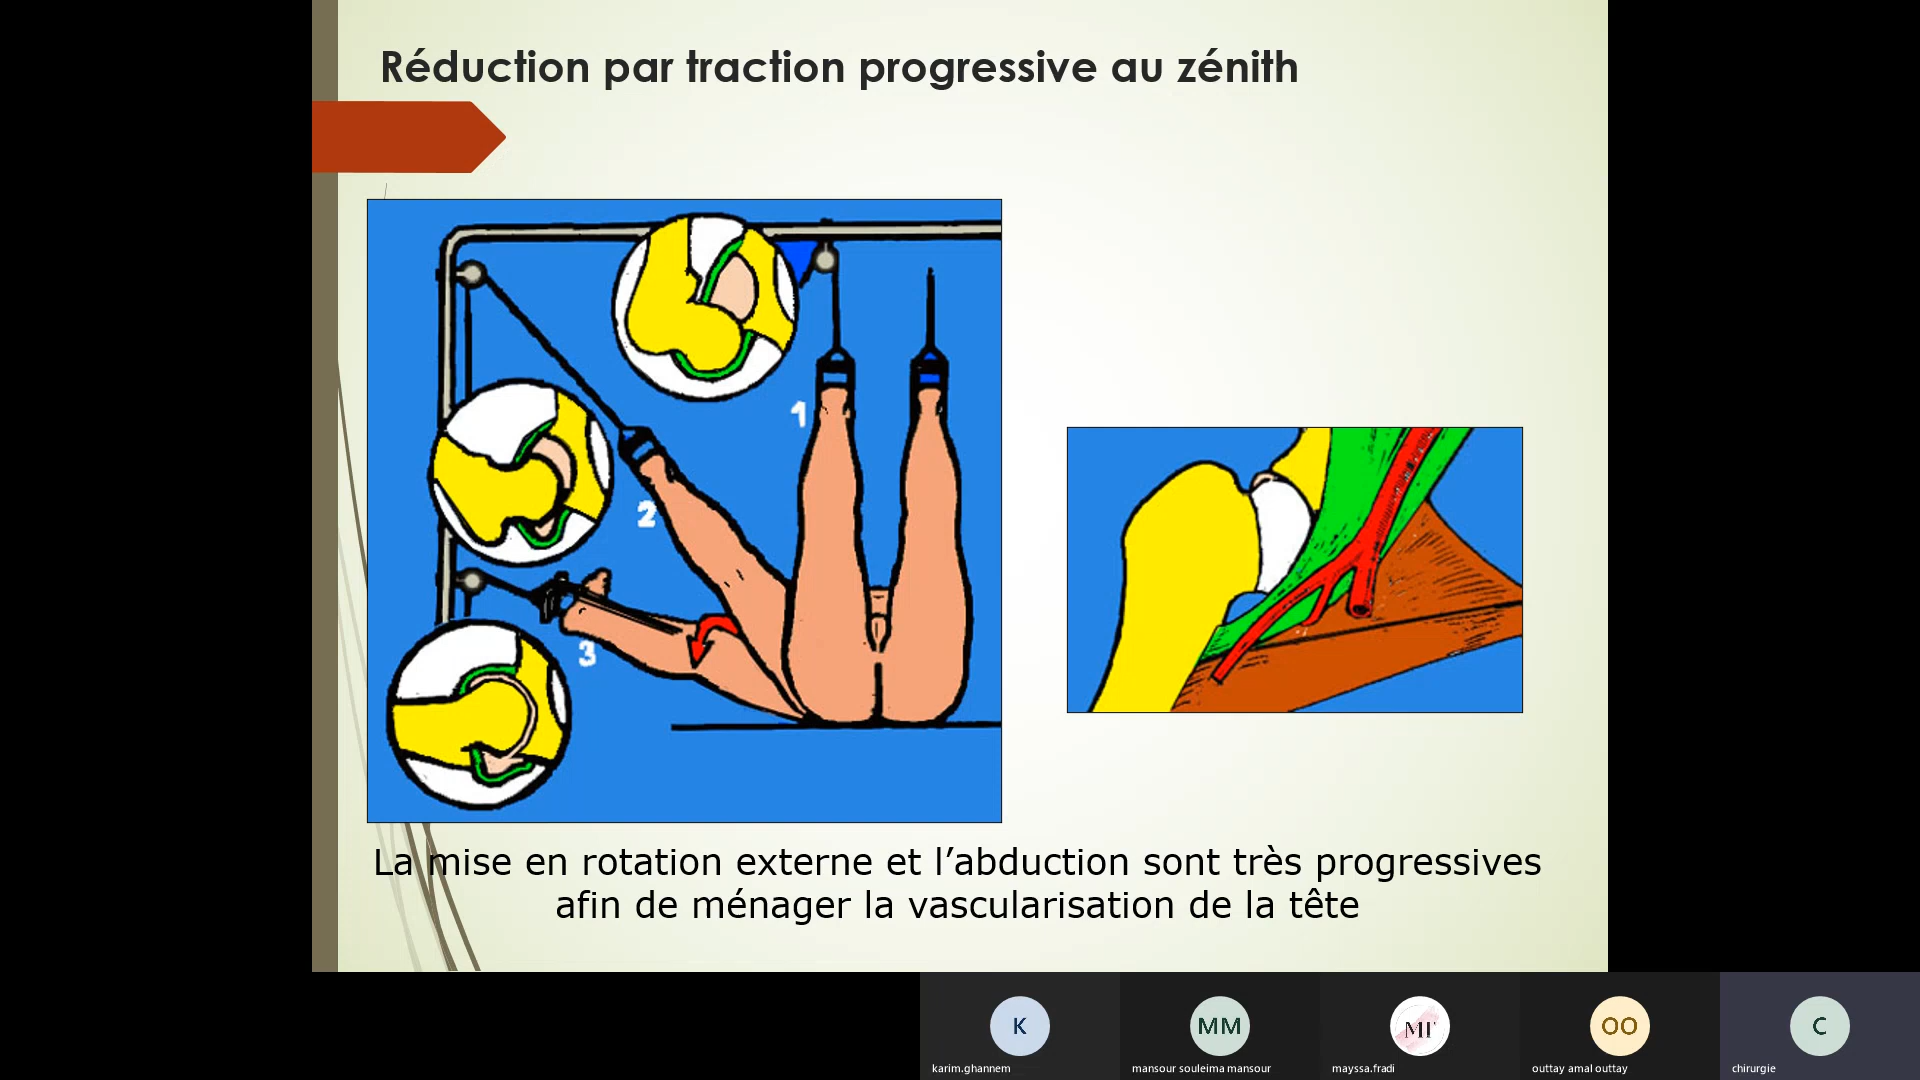 Réduction par traction progressive au zénith
1
2
3
La mise en rotation externe et l’abduction sont très progressives
afin de ménager la vascularisation de la tête
K
MM
MF
OO
C
karim.ghannem
mansour souleima mansour
mayssa.fradi
outtay amal outtay
chirurgie